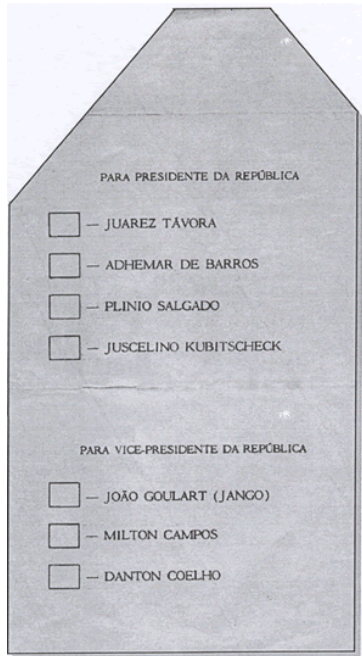 PARA PRESIDENTE DA REPÚBLICA
— JUAREZ TÁVORA
— ADHEMAR DE BARROS
— PLINIO SALGADO
— JUSCELINO KUBITSCHECK
PARA VICE-PRESIDENTE DA REPÚBLICA
— JOÃO GOULART (JANGO)
— MILTON CAMPOS
— DANTON COELHO